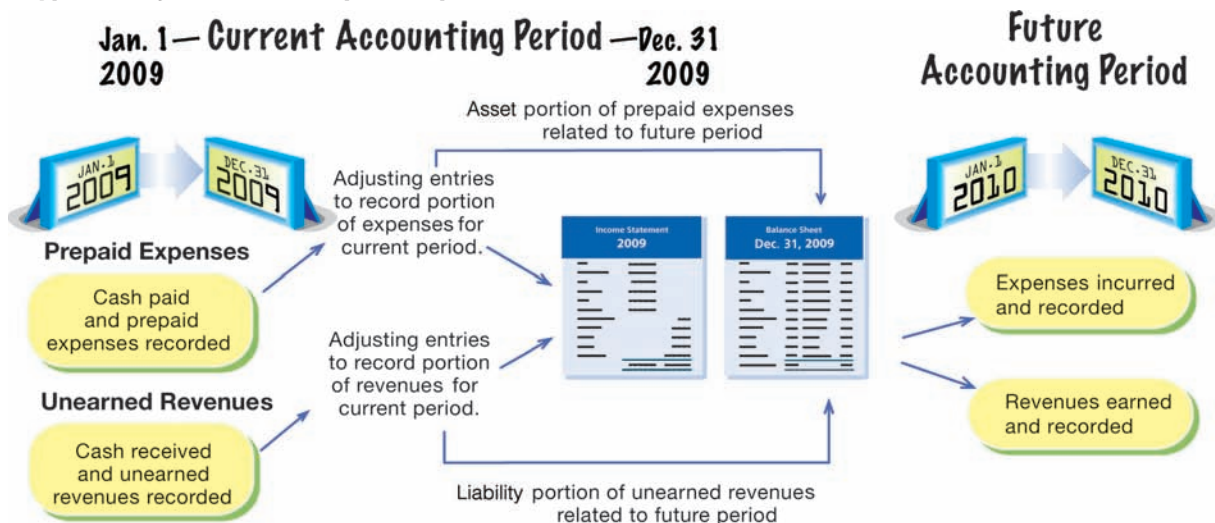 Jan. 1 — Current Accounting Period — Dec. 31
2009
2009
Future
Accounting Period
Asset portion of prepaid expenses
related to future period
JAN.1
2009
DEC.31
2009
Adjusting entries
to record portion
of expenses for
current period.
Income Statement
2009
Balance Sheet
Dec. 31, 2009
JAN.1
2010
DEC.31
2010
Prepaid Expenses
Cash paid
and prepaid
expenses recorded
Expenses incurred
and recorded
Adjusting entries
to record portion
of revenues for
current period.
Unearned Revenues
Cash received
and unearned
revenues recorded
Revenues earned
and recorded
Liability portion of unearned revenues
related to future period